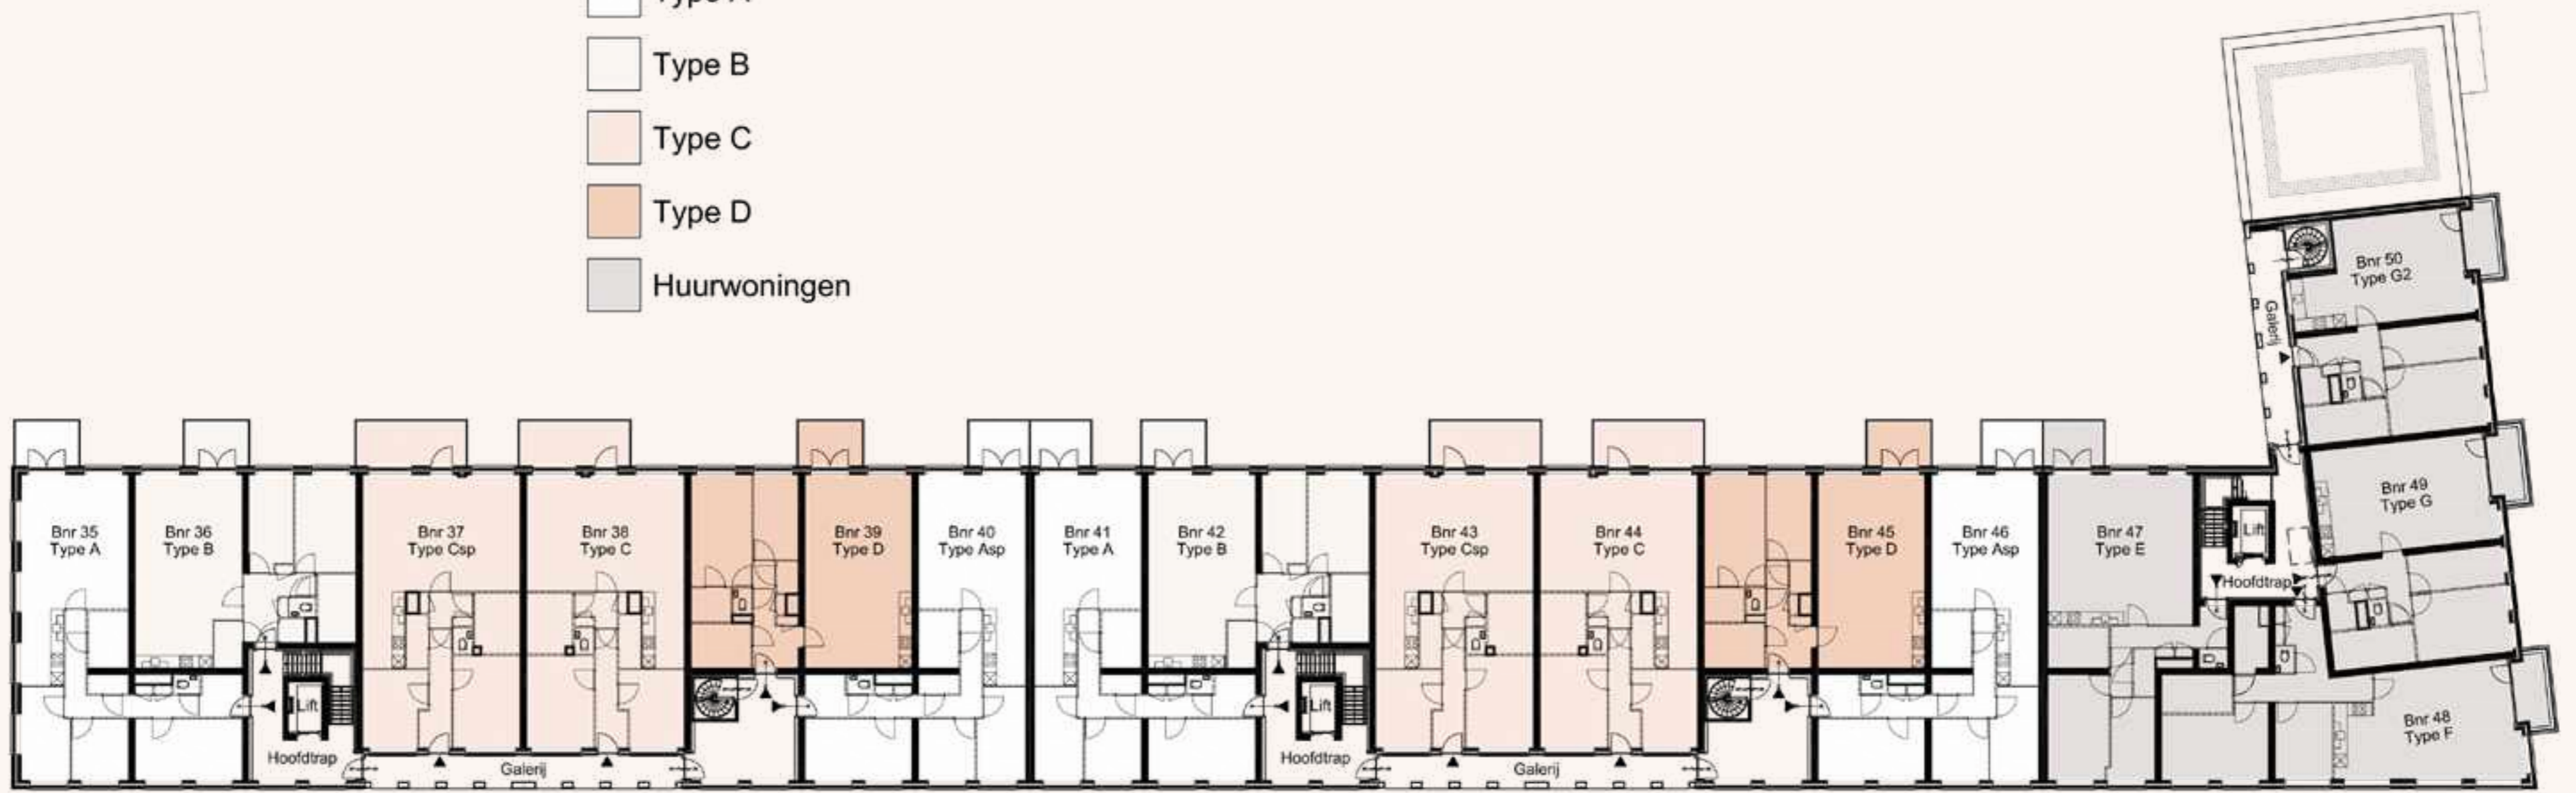 Type B
Type C
Type D
Huurwoningen
Bnr 50
Type G2
Galerij
Bnr 49
Type G
Bnr 35
Type A
Bnr 36
Type B
Bnr 37
Type Csp
Bnr 38
Type C
Bnr 39
Type D
Bnr 40
Type Asp
Bnr 41
Type A
Bnr 42
Type B
Bnr 43
Type Csp
Bnr 44
Type C
Bnr 45
Type D
Bnr 46
Type Asp
Bnr 47
Type E
Lift
Hoofdtrap
Lift
Hoofdtrap
Galerij
Lift
Hoofdtrap
Galerij
Bnr 48
Type F